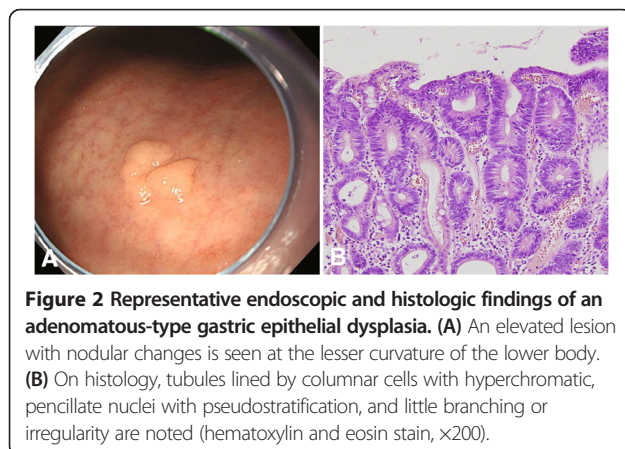 A
B
Figure 2 Representative endoscopic and histologic findings of an
adenomatous-type gastric epithelial dysplasia. (A) An elevated lesion
with nodular changes is seen at the lesser curvature of the lower body.
(B) On histology, tubules lined by columnar cells with hyperchromatic,
pencillate nuclei with pseudostratification, and little branching or
irregularity are noted (hematoxylin and eosin stain, ×200).